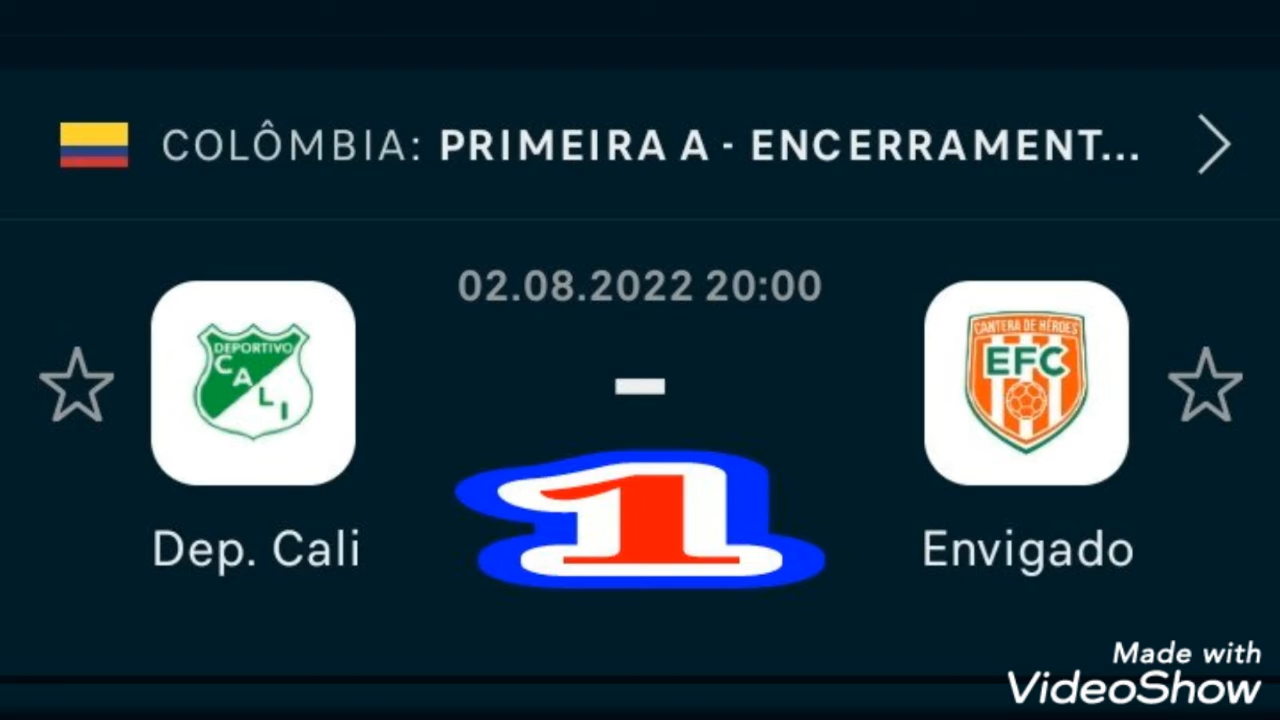 COLÔMBIA: PRIMEIRA A - ENCERRAMENT...
02.08.2022 20:00
DEPORTIVO
CALI
CANTERA DE HÉROES
EFC
-
1
Dep. Cali
Envigado
Made with
VideoShow